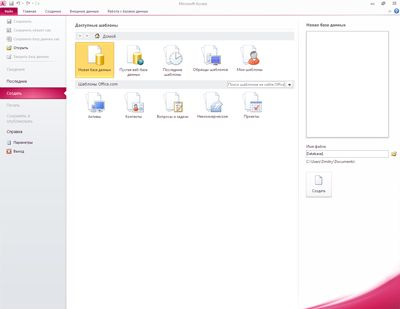 Microsoft Access
Файл Главная Создание Внешние данные Работа с базами данных
Сохранить
Сохранить объект как
Сохранить базу данных как
Открыть
Закрыть базу данных
Сведения
Последние
Создать
Печать
Сохранить и опубликовать
Справка
Параметры
Выход
Доступные шаблоны
Домой
Новая база данных
Пустая веб-база данных
Последние шаблоны
Образцы шаблонов
Мои шаблоны
Шаблоны Office.com
Поиск шаблонов на сайте Office
Активы
Контакты
Вопросы и задачи
Некоммерческие
Проекты
Новая база данных
Имя файла
C:\Users\Dmitry\Documents\
Создать